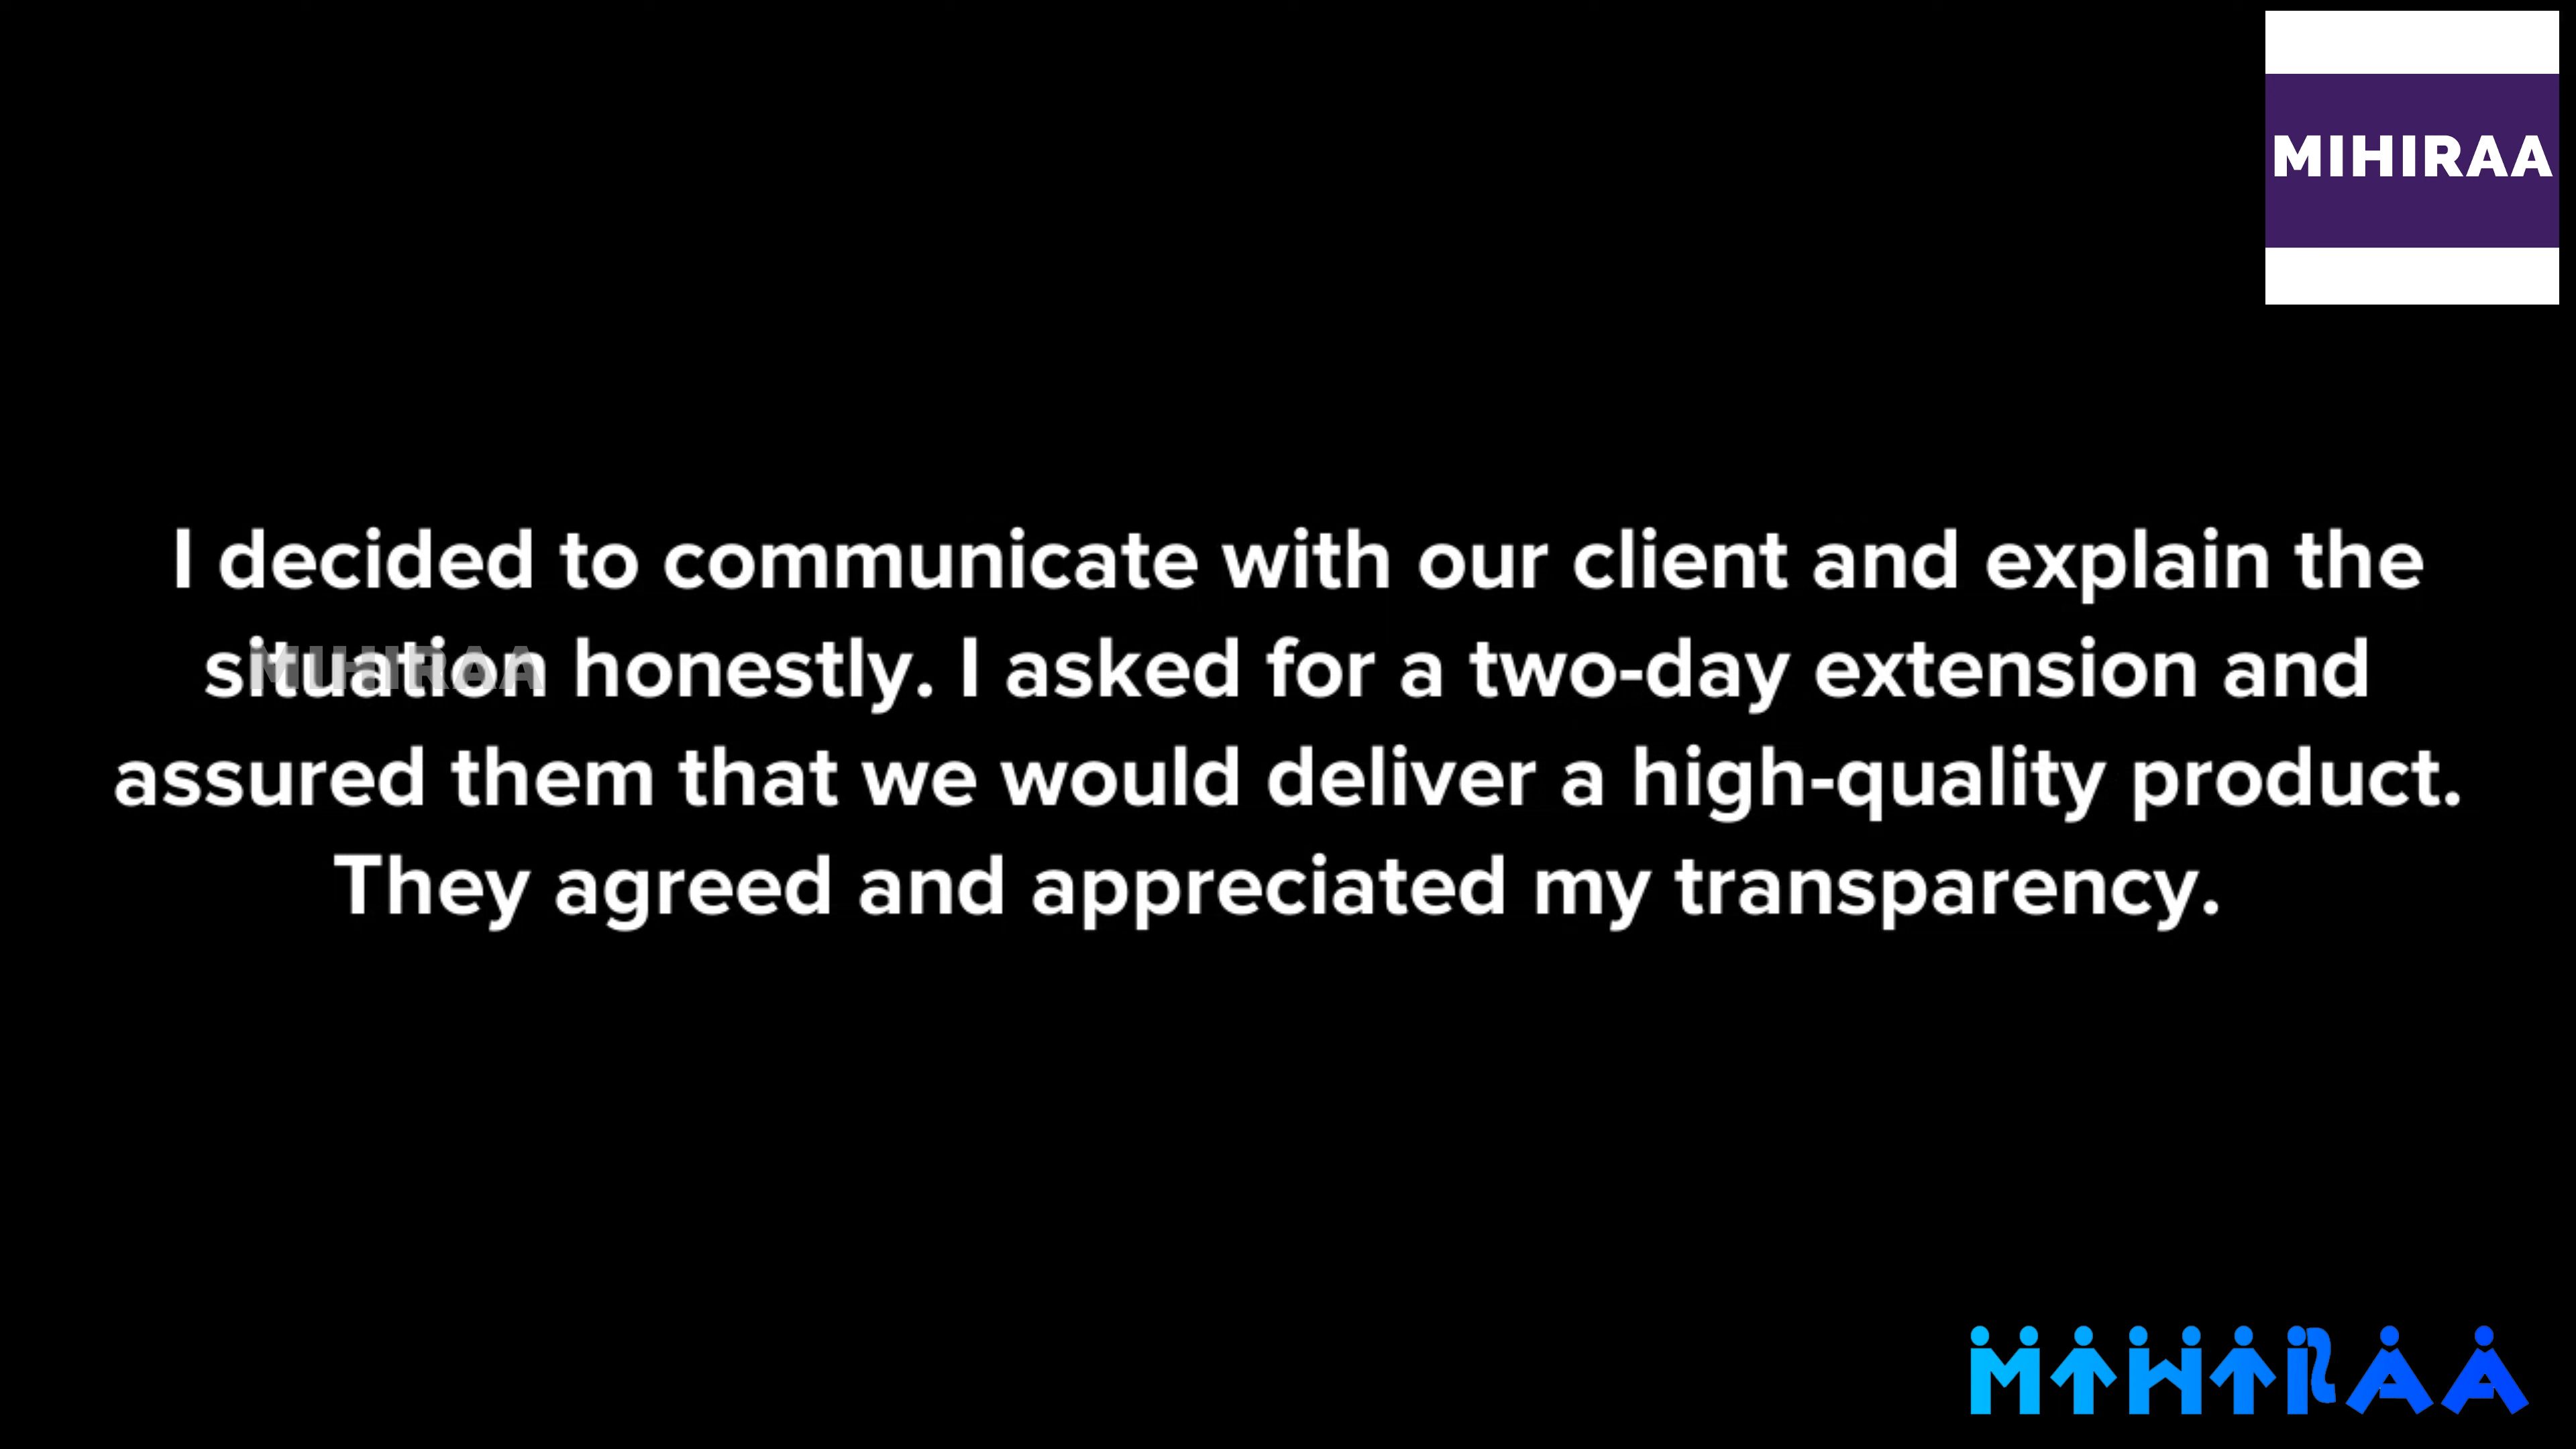 MIHIRAA
I decided to communicate with our client and explain the
situation honestly. I asked for a two-day extension and
MIHIRAA
assured them that we would deliver a high-quality product.
They agreed and appreciated my transparency.
MIHIRAA